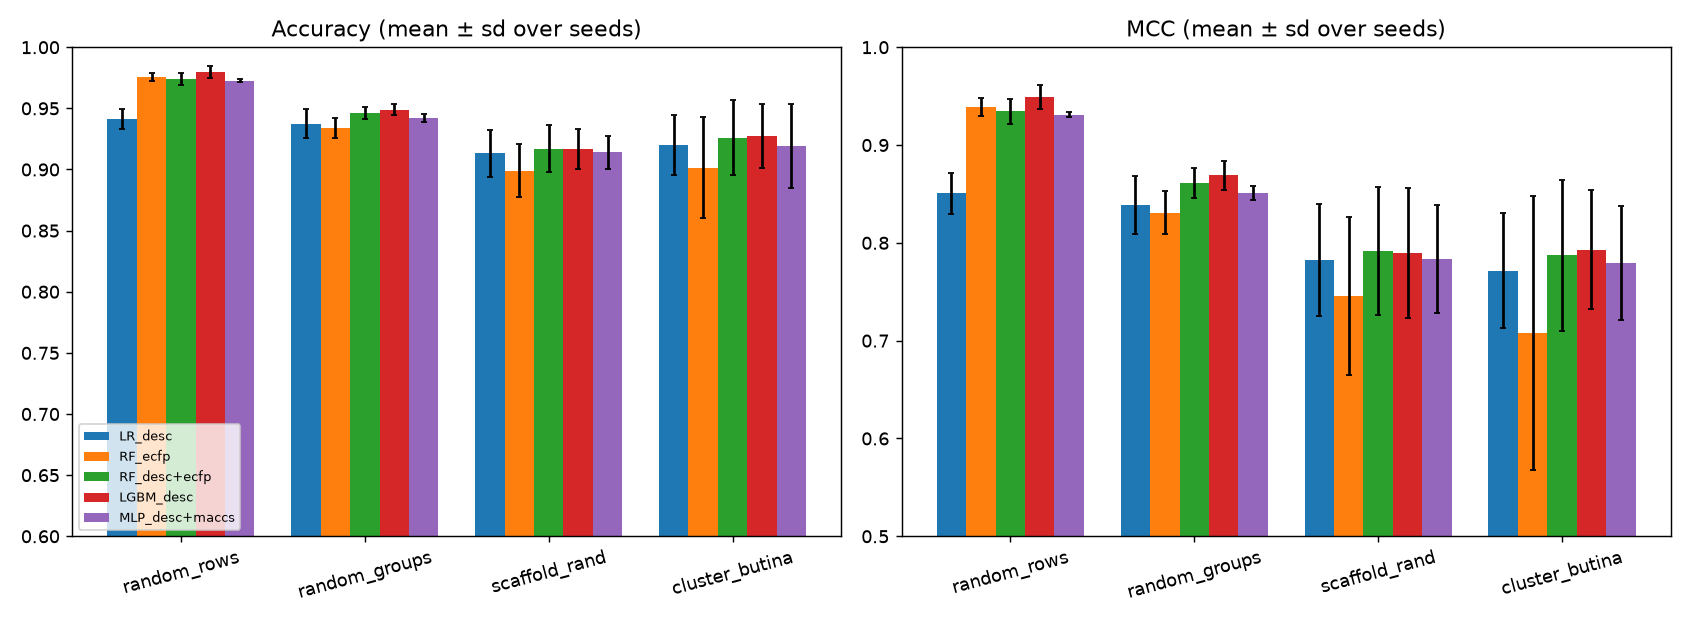 Accuracy (mean ± sd over seeds)
1.00
0.95
0.90
0.85
0.80
0.75
0.70
0.65
0.60
LR_desc
RF_ecfp
RF_desc+ecfp
LGBM_desc
MLP_desc+maccs
random_rows
random_groups
scaffold_rand
cluster_butina
MCC (mean ± sd over seeds)
1.0
0.9
0.8
0.7
0.6
0.5
random_rows
random_groups
scaffold_rand
cluster_butina